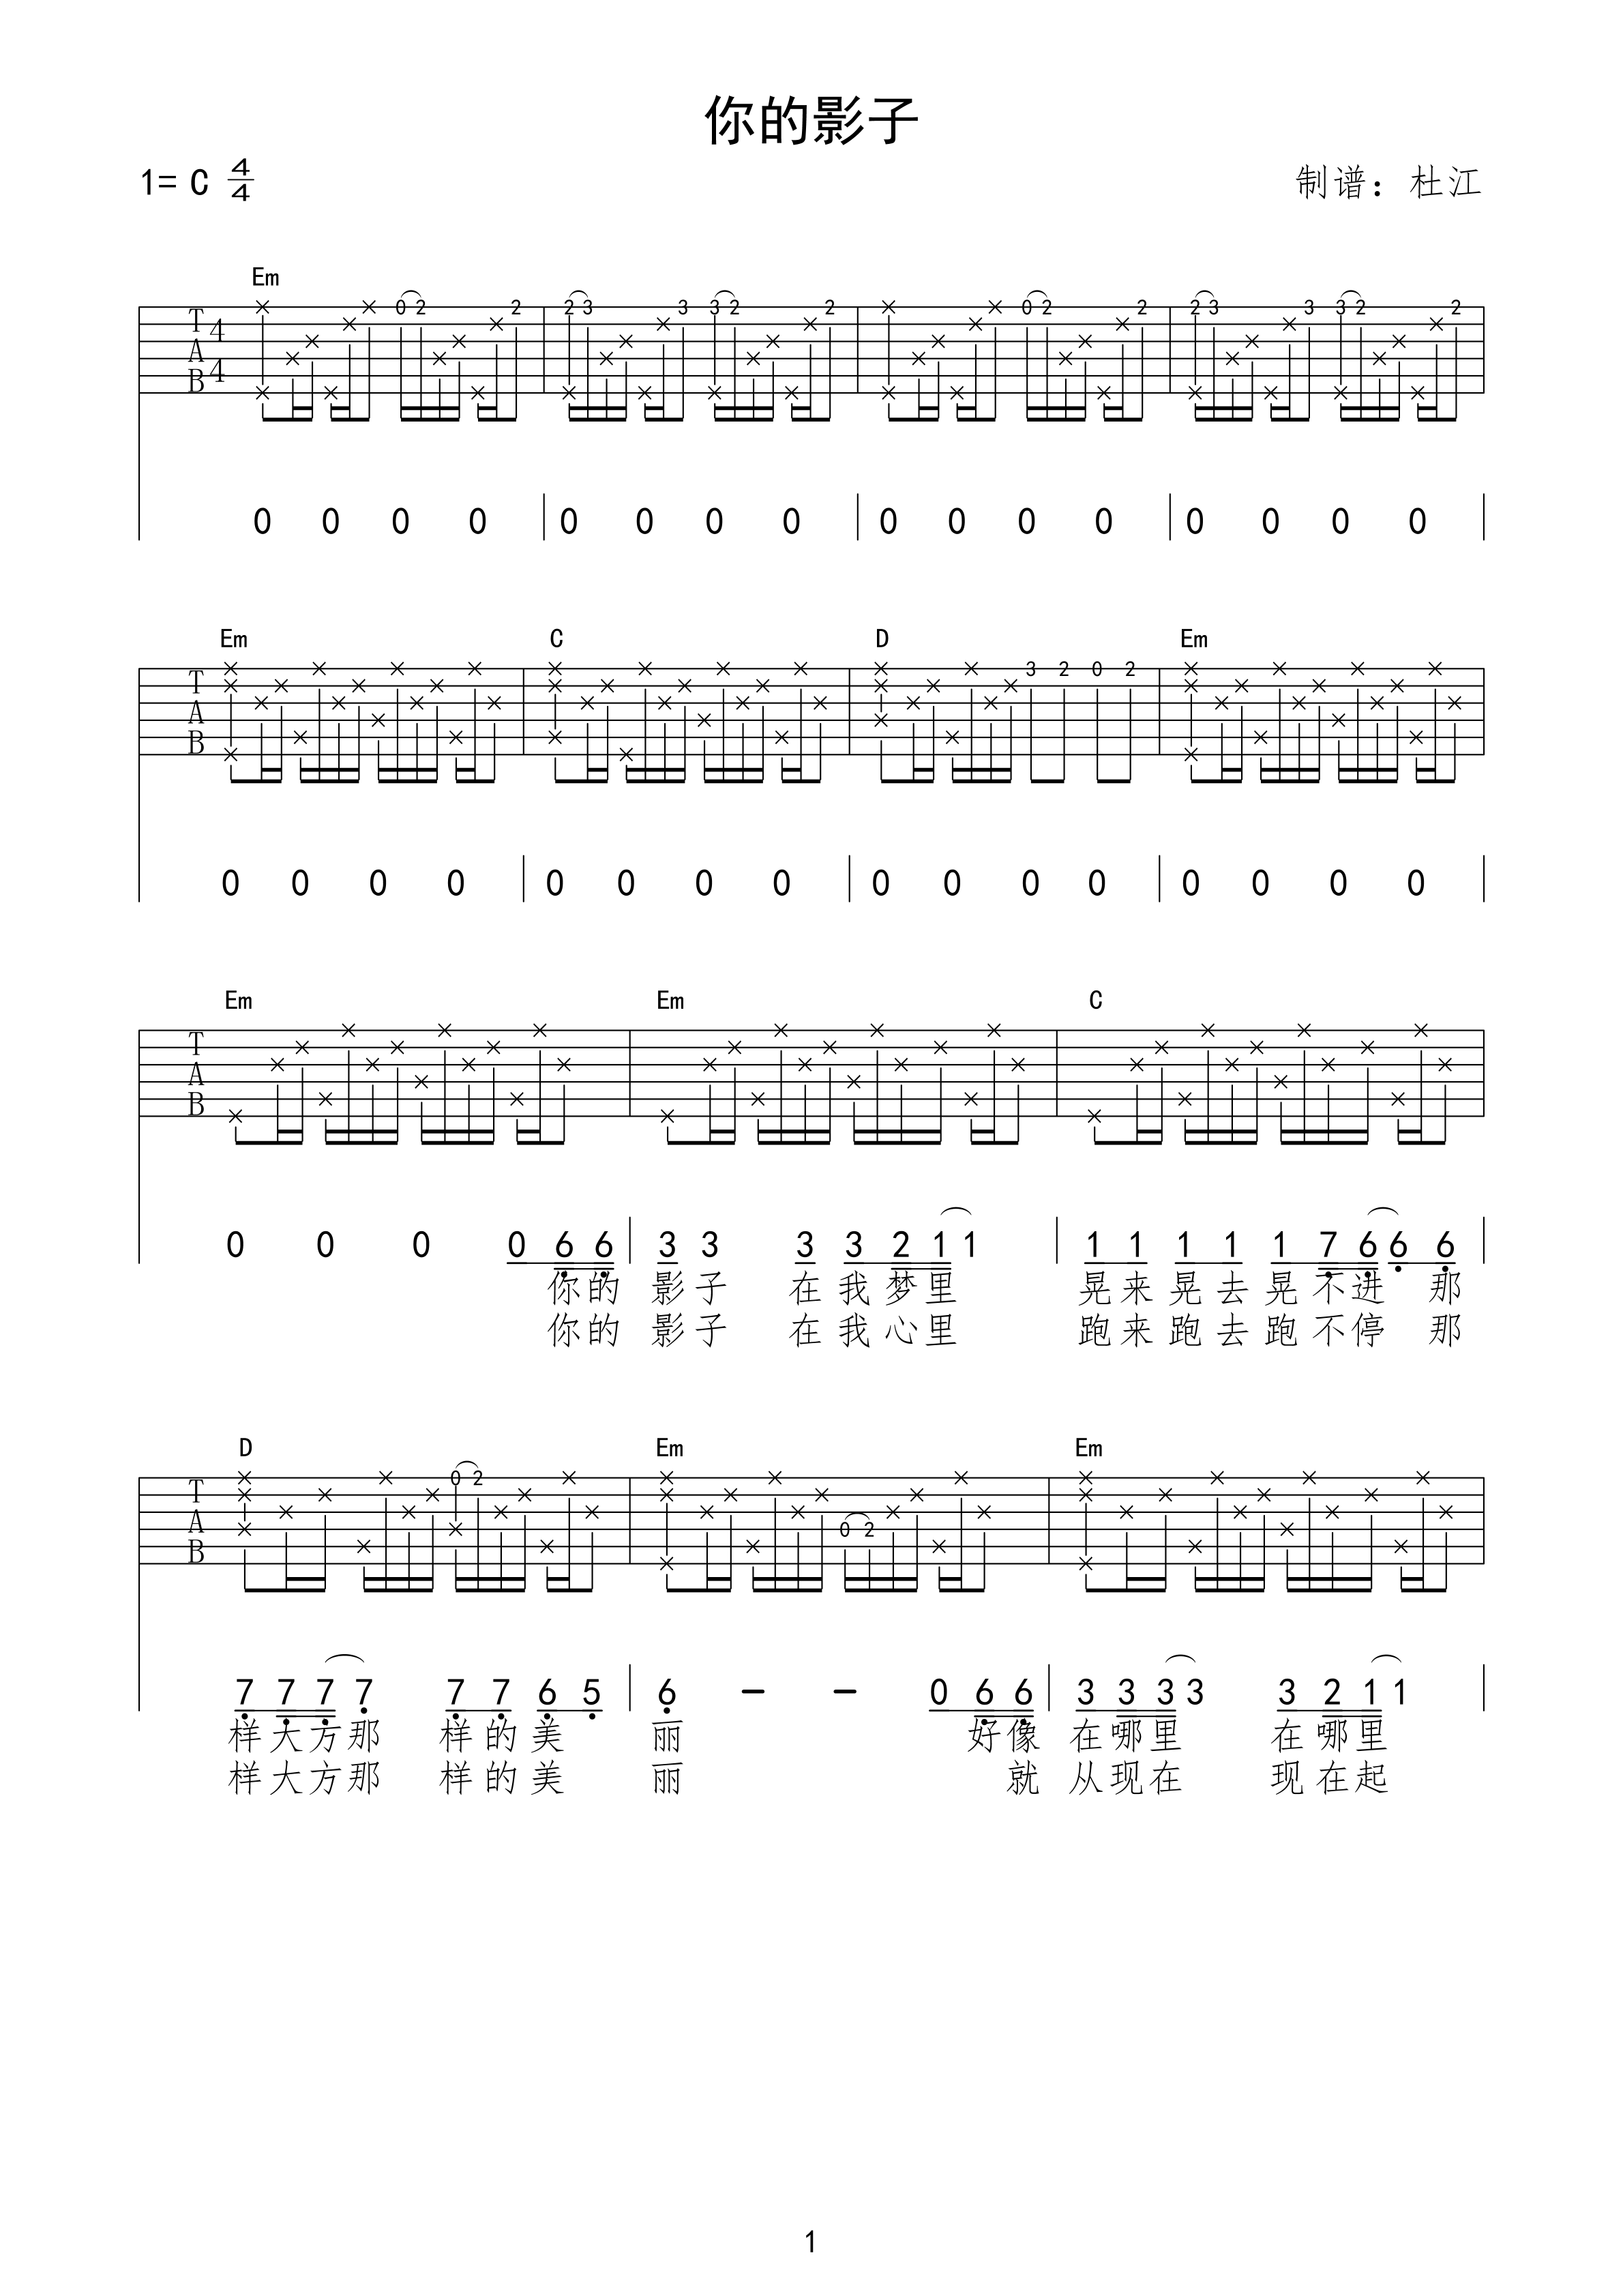 你的影子
1= C 4/4 制谱：杜江
Em
0 2 2 2 3 3 3 2 2 0 2 2 2 3 3 3 2 2
T A B 4 4
0 0 0 0 0 0 0 0 0 0 0 0 0 0 0 0
Em C D Em
3 2 0 2
T A B
0 0 0 0 0 0 0 0 0 0 0 0 0 0 0 0
Em Em C
T A B
0 0 0 0 6 6 3 3 3 3 2 1 1 1 1 1 1 1 7 6 6 6
你的 影子 在我梦里 晃来晃去晃不进 那
你的 影子 在我心里 跑来跑去跑不停 那
D Em Em
0 2
T A B
0 2
7 7 7 7 7 7 6 5 6 - - 0 6 6 3 3 3 3 3 2 1 1
样大方那 样的美 丽 好像 在哪里 在哪里
样大方那 样的美 丽 就 从现在 现在起
1